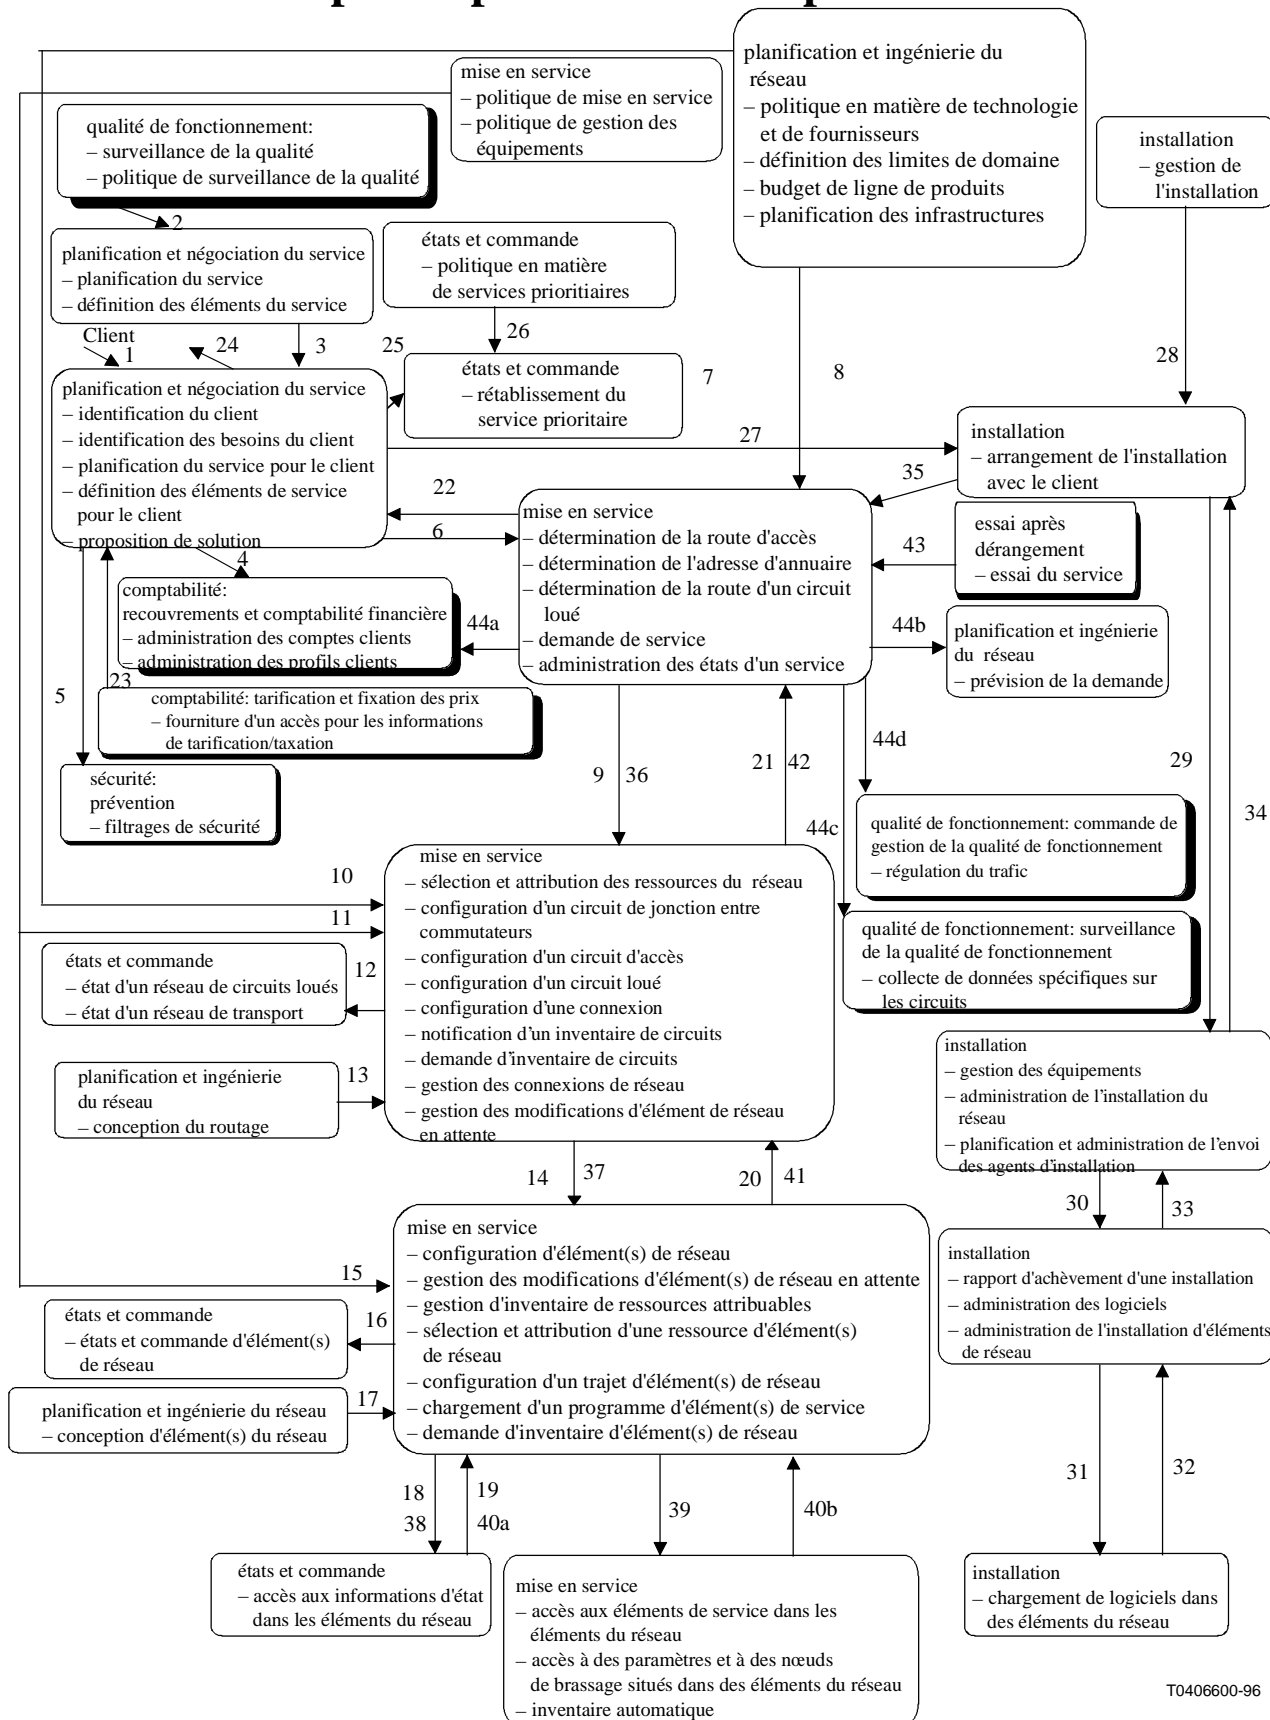 planification et ingénierie du
réseau
– politique en matière de technologie
et de fournisseurs
– définition des limites de domaine
– budget de ligne de produits
– planification des infrastructures
mise en service
– politique de mise en service
– politique de gestion des
équipements
qualité de fonctionnement:
– surveillance de la qualité
– politique de surveillance de la qualité
installation
– gestion de
l'installation
2
planification et négociation du service
– planification du service
– définition des éléments du service
états et commande
– politique en matière
de services prioritiaires
Client
1
24
3
25
26
7
8
28
planification et négociation du service
– identification du client
– identification des besoins du client
– planification du service pour le client
– définition des éléments de service
pour le client
– proposition de solution
états et commande
– rétablissement du
service prioritaire
27
installation
– arrangement de l'installation
avec le client
35
22
6
mise en service
– détermination de la route d'accès
– détermination de l'adresse d'annuaire
– détermination de la route d'un circuit
loué
– demande de service
– administration des états d'un service
essai après
dérangement
– essai du service
43
4
comptabilité:
recouvrements et comptabilité financière
– administration des comptes clients
– administration des profils clients
44a
44b
planification et ingénierie
du réseau
– prévision de la demande
5
23
comptabilité: tarification et fixation des prix
– fourniture d'un accès pour les informations
de tarification/taxation
sécurité:
prévention
– filtrages de sécurité
9
36
21
42
44d
44c
29
34
qualité de fonctionnement: commande de
gestion de la qualité de fonctionnement
– régulation du trafic
10
11
mise en service
– sélection et attribution des ressources du réseau
– configuration d'un circuit de jonction entre
commutateurs
– configuration d'un circuit d'accès
– configuration d'un circuit loué
– configuration d'une connexion
– notification d'un inventaire de circuits
– demande d'inventaire de circuits
– gestion des connexions de réseau
– gestion des modifications d'élément de réseau
en attente
qualité de fonctionnement: surveillance
de la qualité de fonctionnement
– collecte de données spécifiques sur
les circuits
états et commande
– état d'un réseau de circuits loués
– état d'un réseau de transport
12
planification et ingénierie
du réseau
– conception du routage
13
installation
– gestion des équipements
– administration de l'installation du
réseau
– planification et administration de l'envoi
des agents d'installation
14
37
20
41
30
33
mise en service
– configuration d'élément(s) de réseau
– gestion des modifications d'élément(s) de réseau en attente
– gestion d'inventaire de ressources attribuables
– sélection et attribution d'une ressource d'élément(s)
de réseau
– configuration d'un trajet d'élément(s) de réseau
– chargement d'un programme d'élément(s) de service
– demande d'inventaire d'élément(s) de réseau
15
états et commande
– états et commande d'élément(s)
de réseau
16
planification et ingénierie du réseau
– conception d'élément(s) du réseau
17
installation
– rapport d'achèvement d'une installation
– administration des logiciels
– administration de l'installation d'éléments
de réseau
18
38
19
40a
39
40b
31
32
états et commande
– accès aux informations d'état
dans les éléments du réseau
mise en service
– accès aux éléments de service dans les
éléments du réseau
– accès à des paramètres et à des nœuds
de brassage situés dans des éléments du réseau
– inventaire automatique
installation
– chargement de logiciels dans
des éléments du réseau
T0406600-96